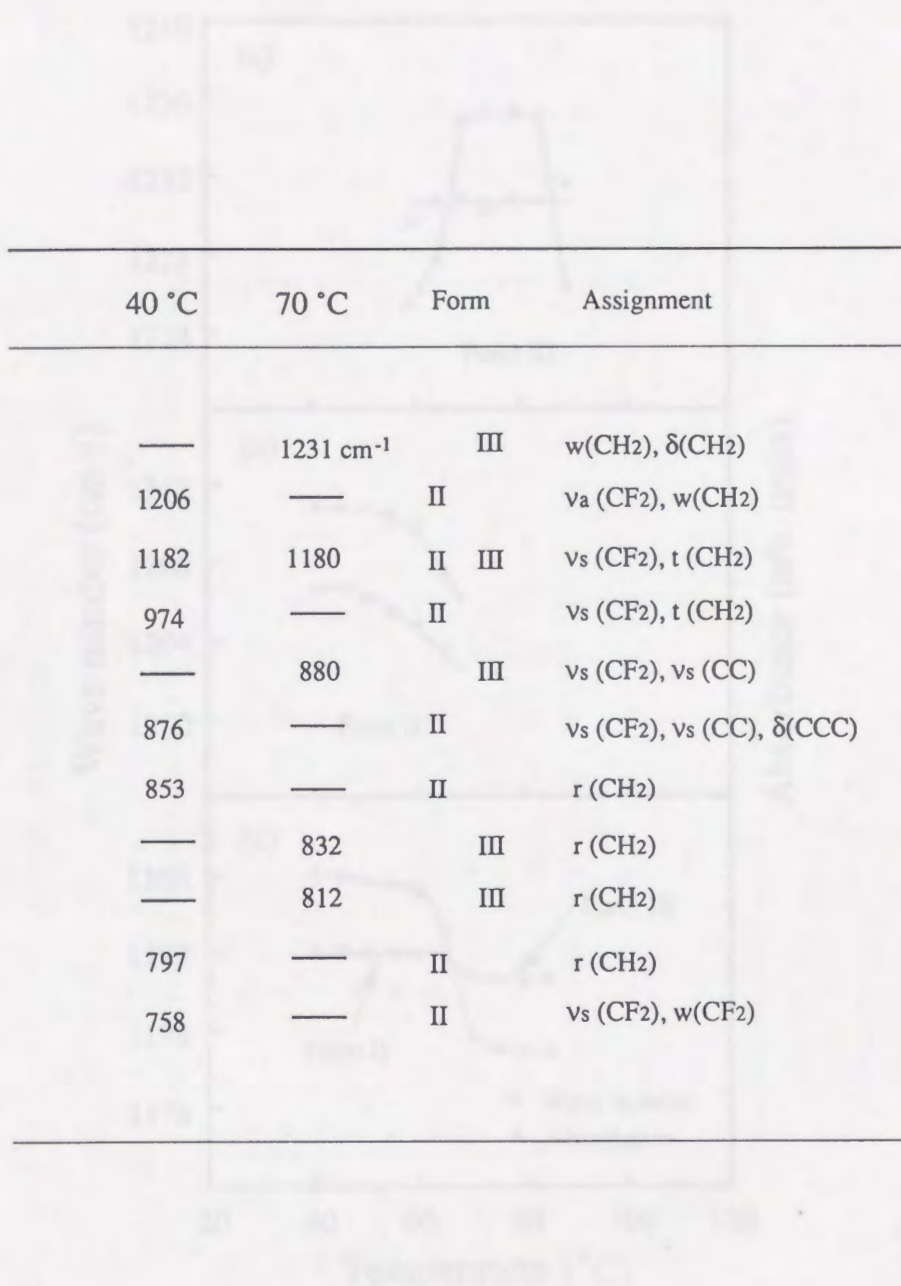 40 °C 70 °C Form Assignment
— 1231 cm-1 III w(CH2), δ(CH2)
1206 — II νa (CF2), w(CH2)
1182 1180 II III νs (CF2), t (CH2)
974 — II νs (CF2), t (CH2)
— 880 III νs (CF2), νs (CC)
876 — II νs (CF2), νs (CC), δ(CCC)
853 — II r (CH2)
— 832 III r (CH2)
— 812 III r (CH2)
797 — II r (CH2)
758 — II νs (CF2), w(CF2)